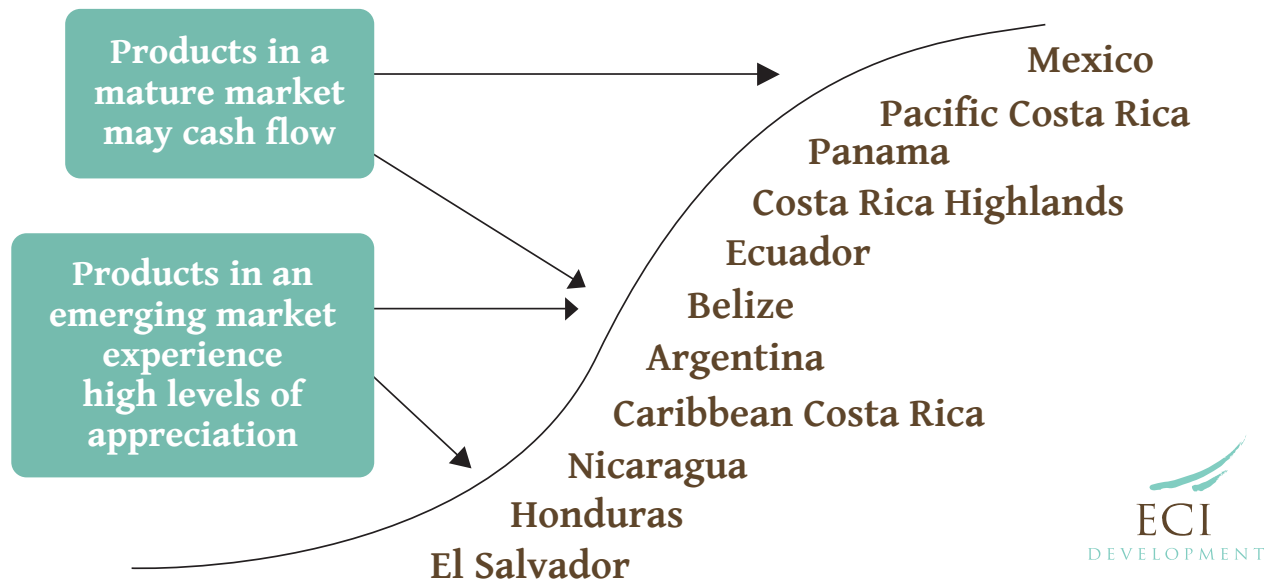 Products in a
mature market
may cash flow
Products in an
emerging market
experience
high levels of
appreciation
Mexico
Pacific Costa Rica
Panama
Costa Rica Highlands
Ecuador
Belize
Argentina
Caribbean Costa Rica
Nicaragua
Honduras
El Salvador
ECI
DEVELOPMENT